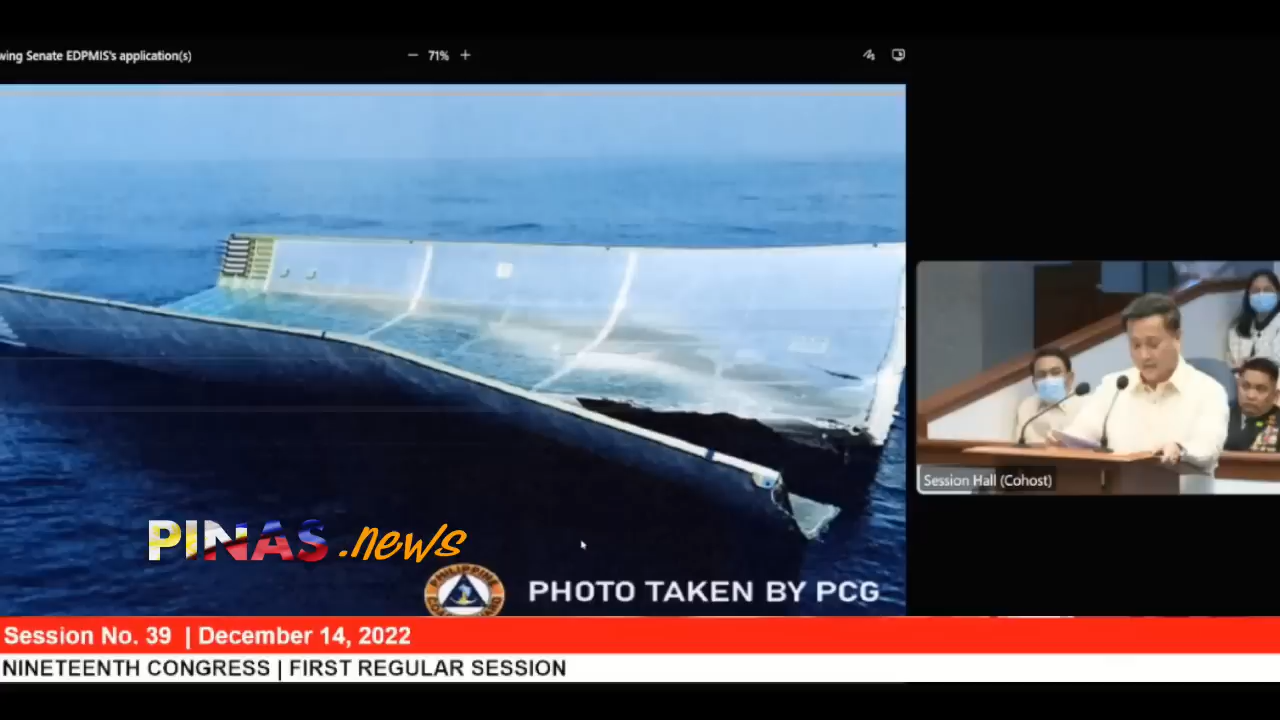 wing Senate EDPMIS's application(s)
71%
Session Hall (Cohost)
PINAS.news
PHILIPPINE
PHOTO TAKEN BY PCG
Session No. 39 | December 14, 2022
NINETEENTH CONGRESS | FIRST REGULAR SESSION